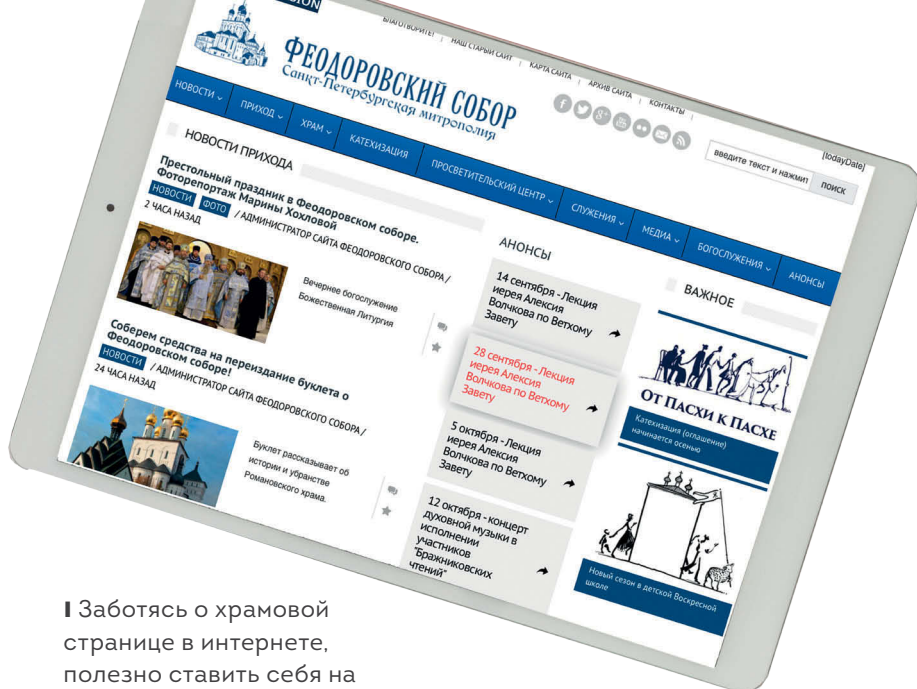 БЛАГОТВОРИТЕ! | НАШ СТАРЫЙ САЙТ | КАРТА САЙТА | АРХИВ САЙТА | КОНТАКТЫ |
ФЕОДОРОВСКИЙ СОБОР
Санкт-Петербургская митрополия
[todayDate]
введите текст и нажмит
ПОИСК
НОВОСТИ
ПРИХОД
ХРАМ
КАТЕХИЗАЦИЯ
ПРОСВЕТИТЕЛЬСКИЙ ЦЕНТР
СЛУЖЕНИЯ
МЕДИА
БОГОСЛУЖЕНИЯ
АНОНСЫ
НОВОСТИ ПРИХОДА
Престольный праздник в Феодоровском соборе.
Фоторепортаж Марины Хохловой
НОВОСТИ ФОТО / АДМИНИСТРАТОР САЙТА ФЕОДОРОВСКОГО СОБОРА /
2 ЧАСА НАЗАД
Вечернее богослужение
Божественная Литургия
Соберем средства на переиздание буклета о
Феодоровском соборе!
НОВОСТИ / АДМИНИСТРАТОР САЙТА ФЕОДОРОВСКОГО СОБОРА /
24 ЧАСА НАЗАД
Буклет рассказывает об
истории и убранстве
Романовского храма.
АНОНСЫ
14 сентября - Лекция
иерея Алексия
Волчкова по Ветхому
Завету
28 сентября - Лекция
иерея Алексия
Волчкова по Ветхому
Завету
5 октября - Лекция
иерея Алексия
Волчкова по Ветхому
Завету
12 октября - концерт
духовной музыки в
исполнении
участников
"Бражниковских
чтений"
ВАЖНОЕ
ОТ ПАСХИ К ПАСХЕ
Катехизация (оглашение)
начинается осенью
Новый сезон в детской Воскресной
школе
Заботясь о храмовой
странице в интернете,
полезно ставить себя на